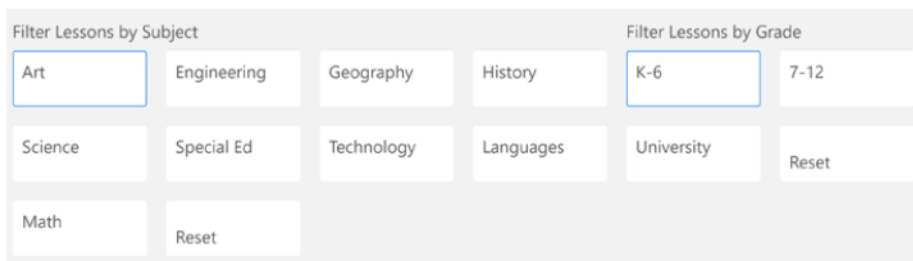 Filter Lessons by Subject
Filter Lessons by Grade
Art
Engineering
Geography
History
K-6
7-12
Science
Special Ed
Technology
Languages
University
Reset
Math
Reset